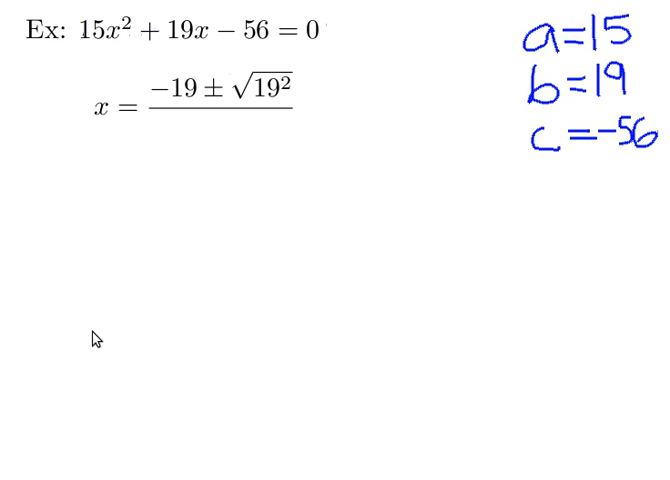 Ex: 15x² + 19x − 56 = 0
x = (−19 ± √19²)/
a=15
b=19
c=-56